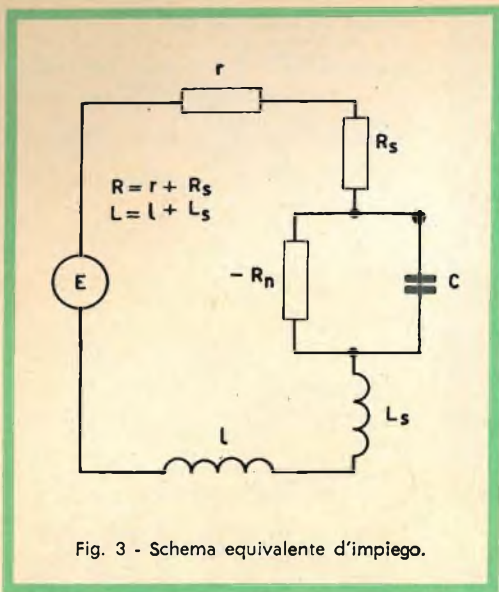 r
Rs
R = r + Rs
L = l + Ls
E
- Rn
C
Ls
l
Fig. 3 - Schema equivalente d'impiego.